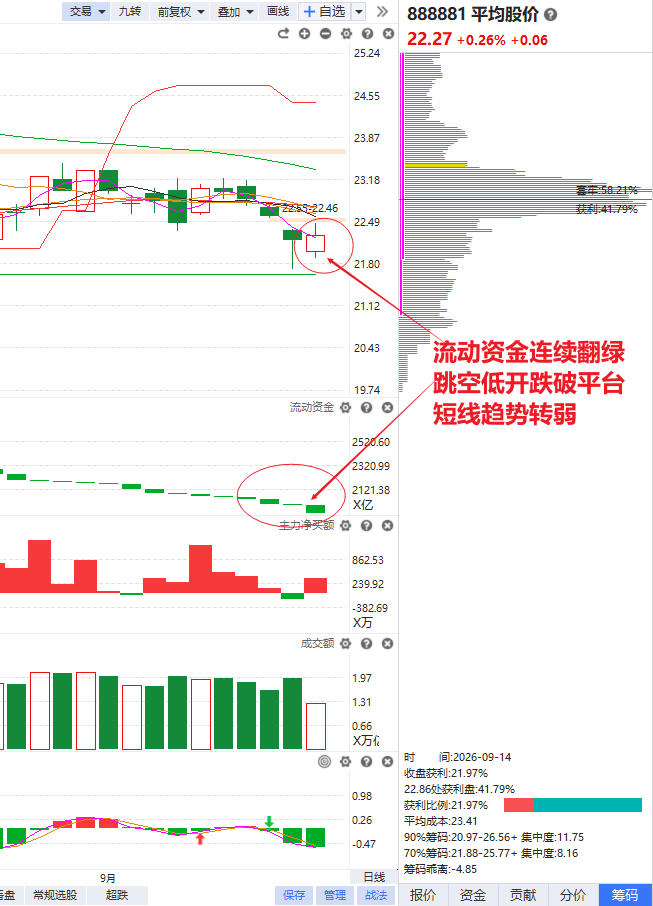 交易 九转 前复权 叠加 画线 + 自选
888881 平均股价
22.27 +0.26% +0.06
25.24
24.55
23.87
23.18
22.49
21.80
21.12
20.43
19.74
22.55-22.46
套牢:58.21%
获利:41.79%
流动资金连续翻绿
跳空低开跌破平台
短线趋势转弱
流动资金
2520.60
2320.99
2121.38
X亿
主力净买额
862.53
239.92
-382.69
X万
成交额
1.97
1.31
0.66
X万亿
0.98
0.26
-0.47
9月
日线
时 间:2026-09-14
收盘获利:21.97%
22.86处获利盘:41.79%
获利比例:21.97%
平均成本:23.41
90%筹码:20.97-26.56+ 集中度:11.75
70%筹码:21.88-25.77+ 集中度:8.16
筹码乖离:-4.85
盘 常规选股 超跌
保存 管理 战法
报价 资金 贡献 分价 筹码